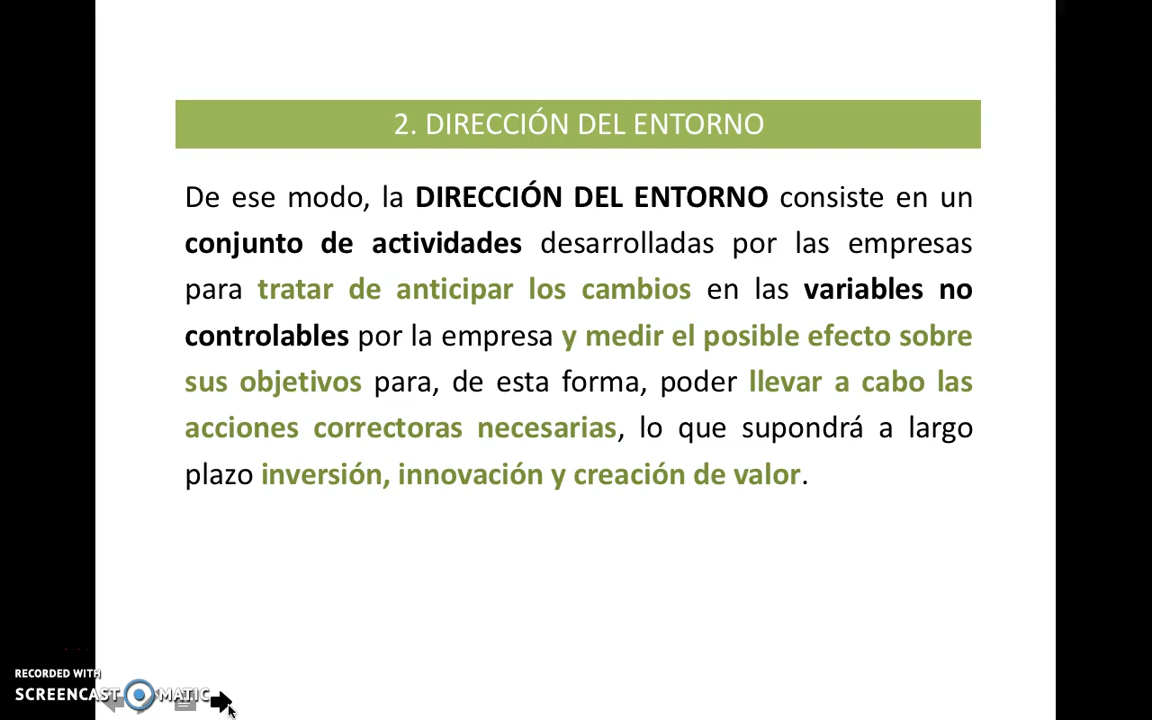 2. DIRECCIÓN DEL ENTORNO
De ese modo, la DIRECCIÓN DEL ENTORNO consiste en un
conjunto de actividades desarrolladas por las empresas
para tratar de anticipar los cambios en las variables no
controlables por la empresa y medir el posible efecto sobre
sus objetivos para, de esta forma, poder llevar a cabo las
acciones correctoras necesarias, lo que supondrá a largo
plazo inversión, innovación y creación de valor.
RECORDED WITH
SCREENCAST MATIC